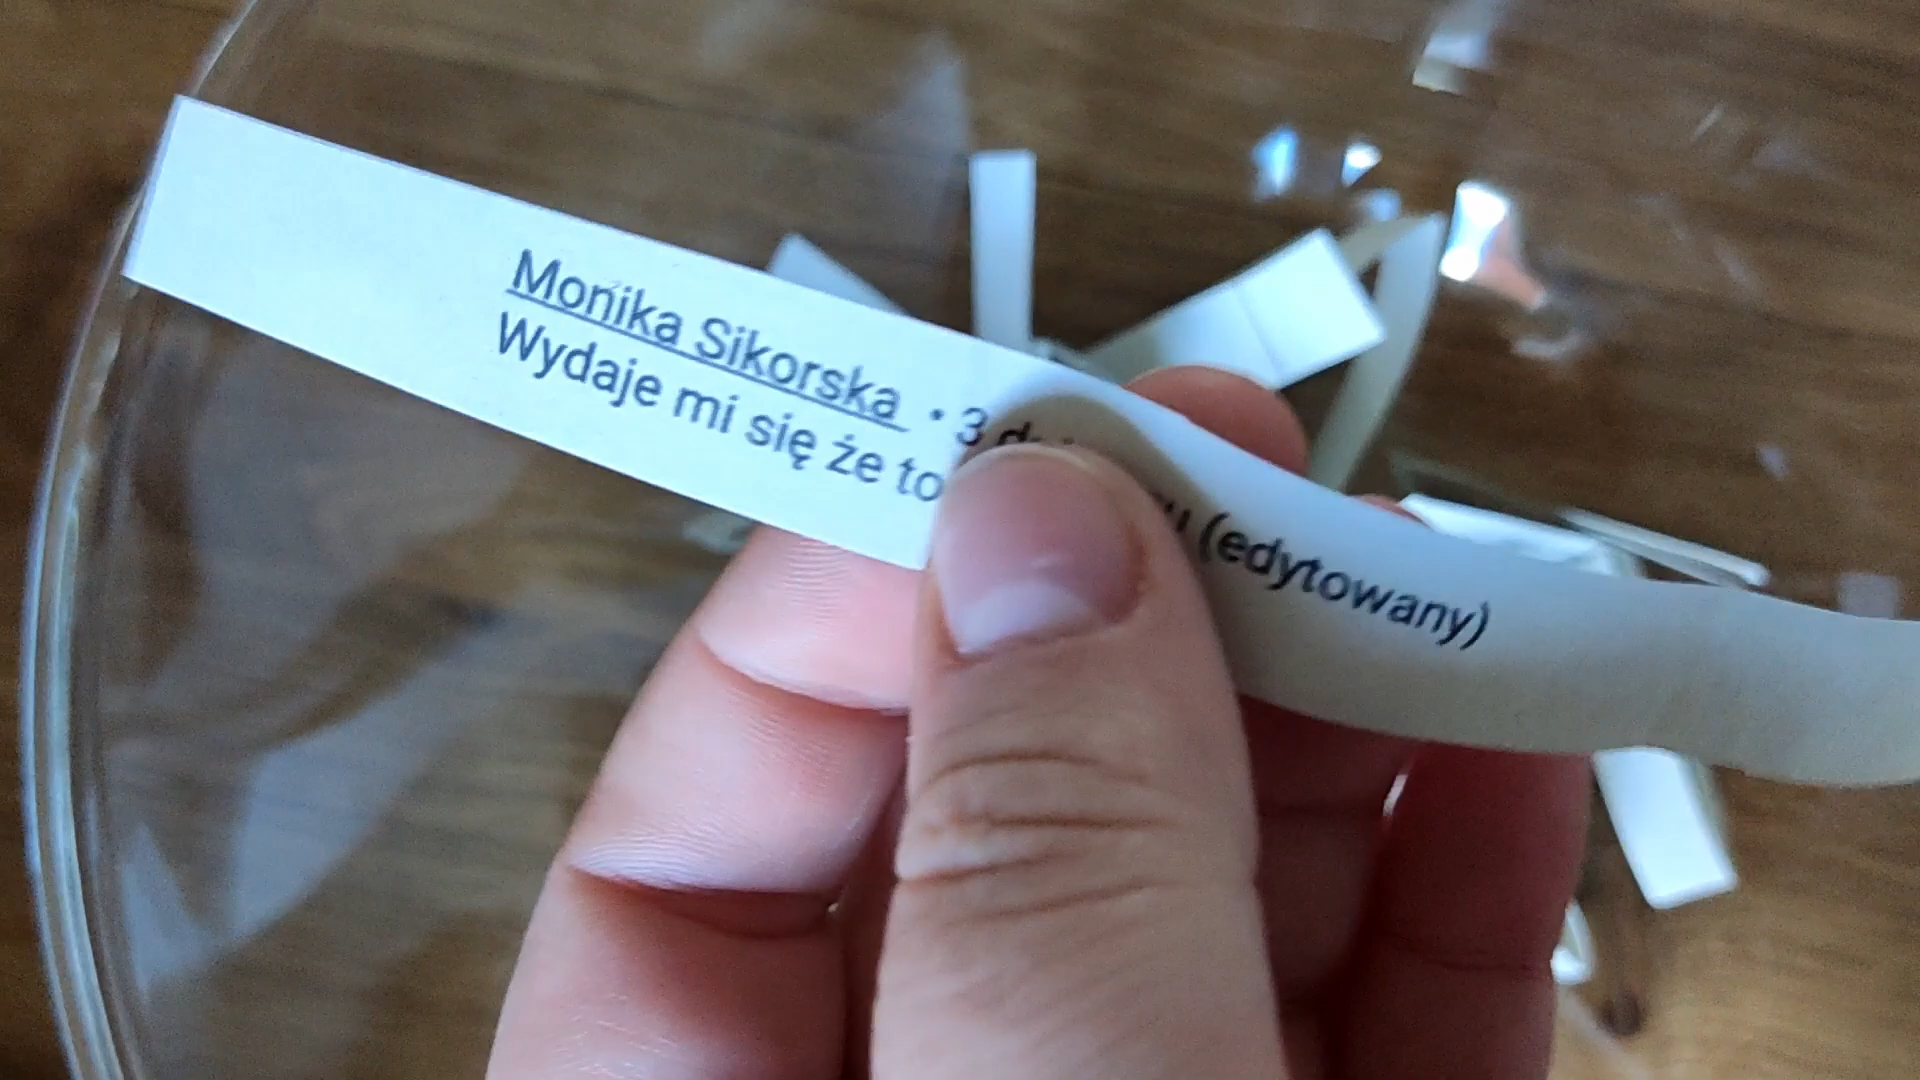 Monika Sikorska • 3 (edytowany)
Wydaje mi się że to